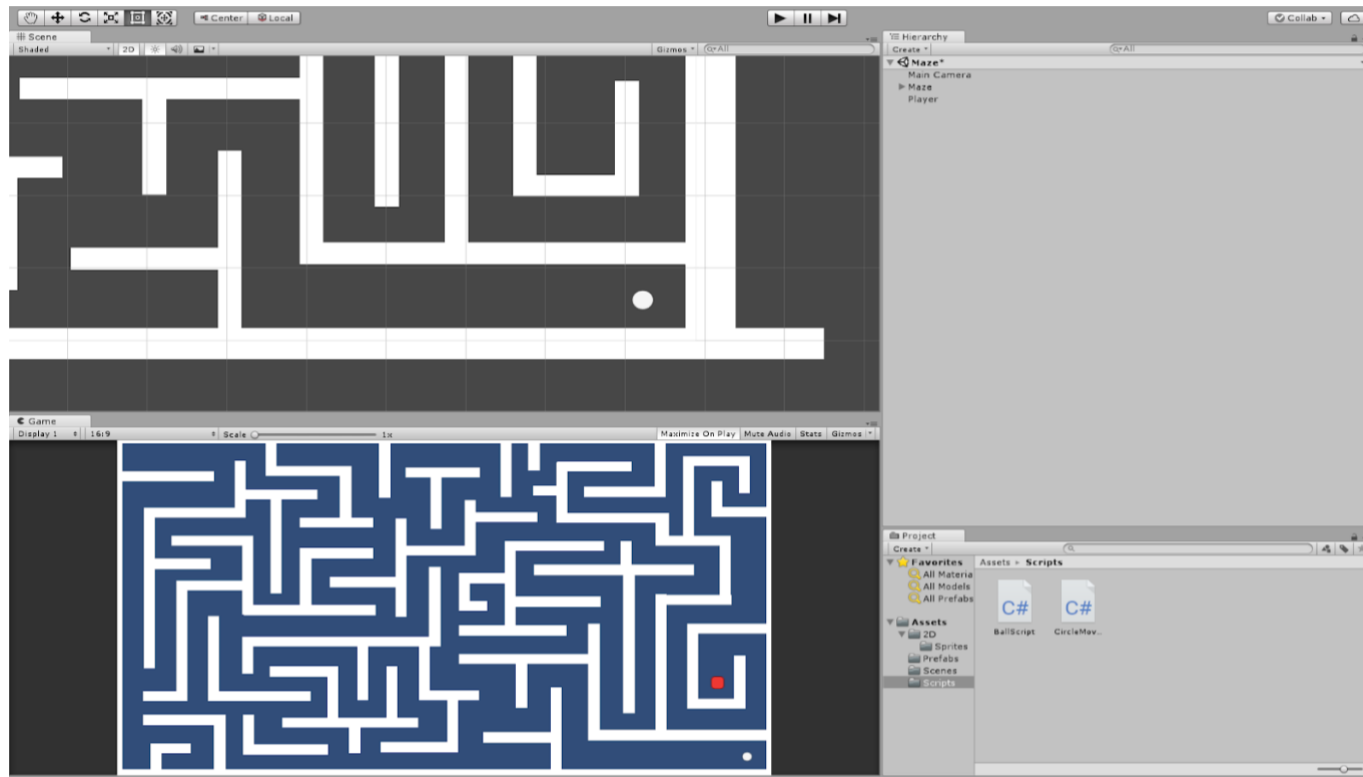 Center Local
Collab
Scene
Shaded 2D Gizmos All
Game
Display 1 16:9 Scale 1x Maximize On Play Mute Audio Stats Gizmos
Hierarchy
Create All
Maze*
Main Camera
Maze
Player
Project
Create
Favorites
All Materia
All Models
All Prefabs
Assets
2D
Sprites
Prefabs
Scenes
Scripts
Assets Scripts
C# C#
BallScript CircleMov...